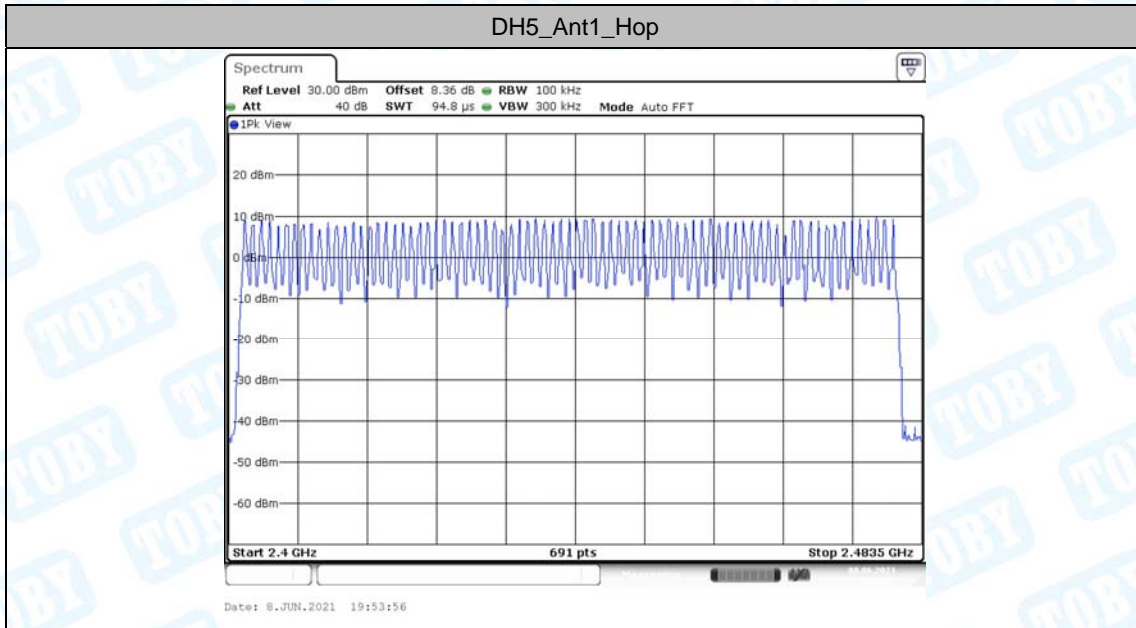 DH5_Ant1_Hop
Spectrum
Ref Level 30.00 dBm Offset 8.36 dB RBW 100 kHz
Att 40 dB SWT 94.8 µs VBW 300 kHz Mode Auto FFT
1Pk View
20 dBm
10 dBm
0 dBm
-10 dBm
-20 dBm
-30 dBm
-40 dBm
-50 dBm
-60 dBm
Start 2.4 GHz 691 pts Stop 2.4835 GHz
Date: 8.JUN.2021 19:53:56
TOBY